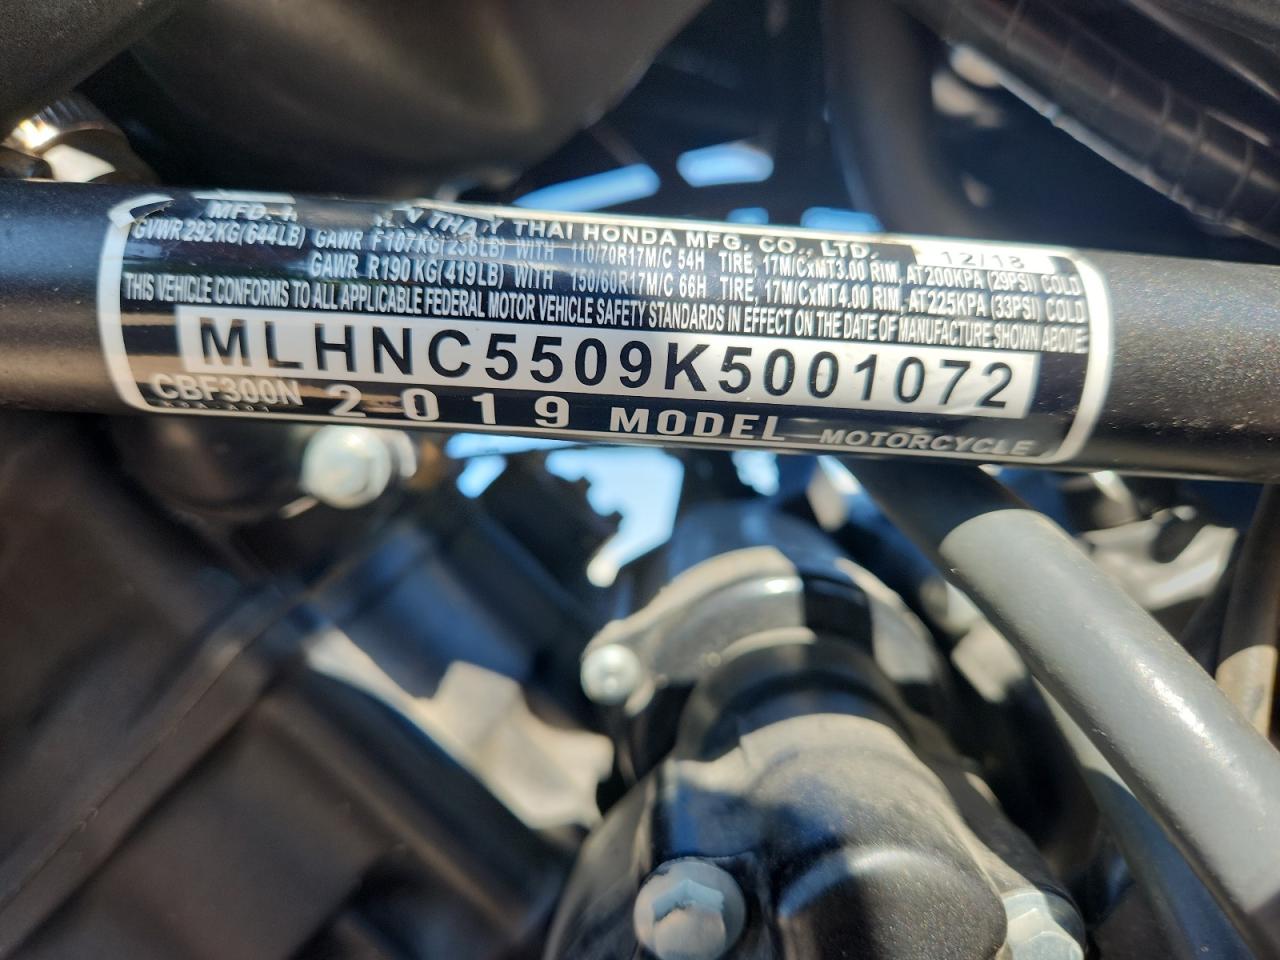 MFD. THAI HONDA MFG. CO., LTD. 12/18
GVWR 292KG(644LB) GAWR F107KG(236LB) WITH 110/70R17M/C 54H TIRE, 17M/CxMT3.00 RIM, AT200KPA (29PSI) COLD
GAWR R190 KG(419LB) WITH 150/60R17M/C 66H TIRE, 17M/CxMT4.00 RIM, AT225KPA (33PSI) COLD
THIS VEHICLE CONFORMS TO ALL APPLICABLE FEDERAL MOTOR VEHICLE SAFETY STANDARDS IN EFFECT ON THE DATE OF MANUFACTURE SHOWN ABOVE:
MLHNC5509K5001072
CBF300N 2019 MODEL MOTORCYCLE